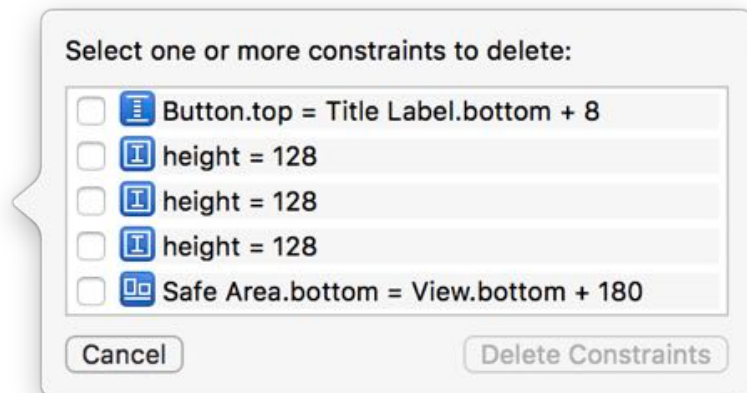 Select one or more constraints to delete:
Button.top = Title Label.bottom + 8
height = 128
height = 128
height = 128
Safe Area.bottom = View.bottom + 180
Cancel Delete Constraints